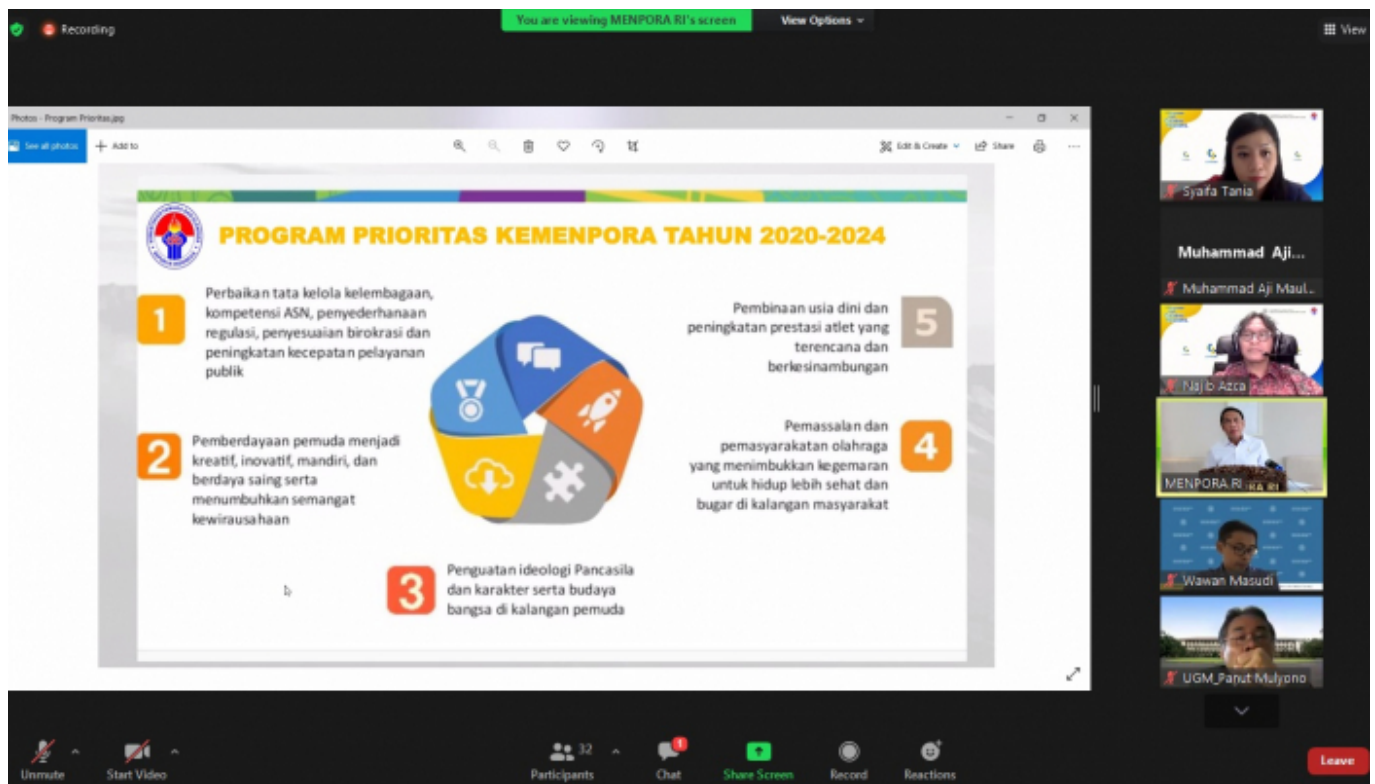 Recording
You are viewing MENPORA RI's screen
View Options
View
Photos - Program Prioritas.jpg
See all photos
Add to
Edit & Create
Share
PROGRAM PRIORITAS KEMENPORA TAHUN 2020-2024
1
Perbaikan tata kelola kelembagaan,
kompetensi ASN, penyederhanaan
regulasi, penyesuaian birokrasi dan
peningkatan kecepatan pelayanan
publik
2
Pemberdayaan pemuda menjadi
kreatif, inovatif, mandiri, dan
berdaya saing serta
menumbuhkan semangat
kewirausahaan
3
Penguatan ideologi Pancasila
dan karakter serta budaya
bangsa di kalangan pemuda
Pemassalan dan
pemasyarakatan olahraga
yang menimbukkan kegemaran
untuk hidup lebih sehat dan
bugar di kalangan masyarakat
4
Pembinaan usia dini dan
peningkatan prestasi atlet yang
terencana dan
berkesinambungan
5
Syaifa Tania
Muhammad Aji...
Muhammad Aji Maul...
Najib Azca
MENPORA RI
Wawan Masudi
UGM_Panut Mulyono
Unmute
Start Video
32
Participants
1
Chat
Share Screen
Record
Reactions
Leave